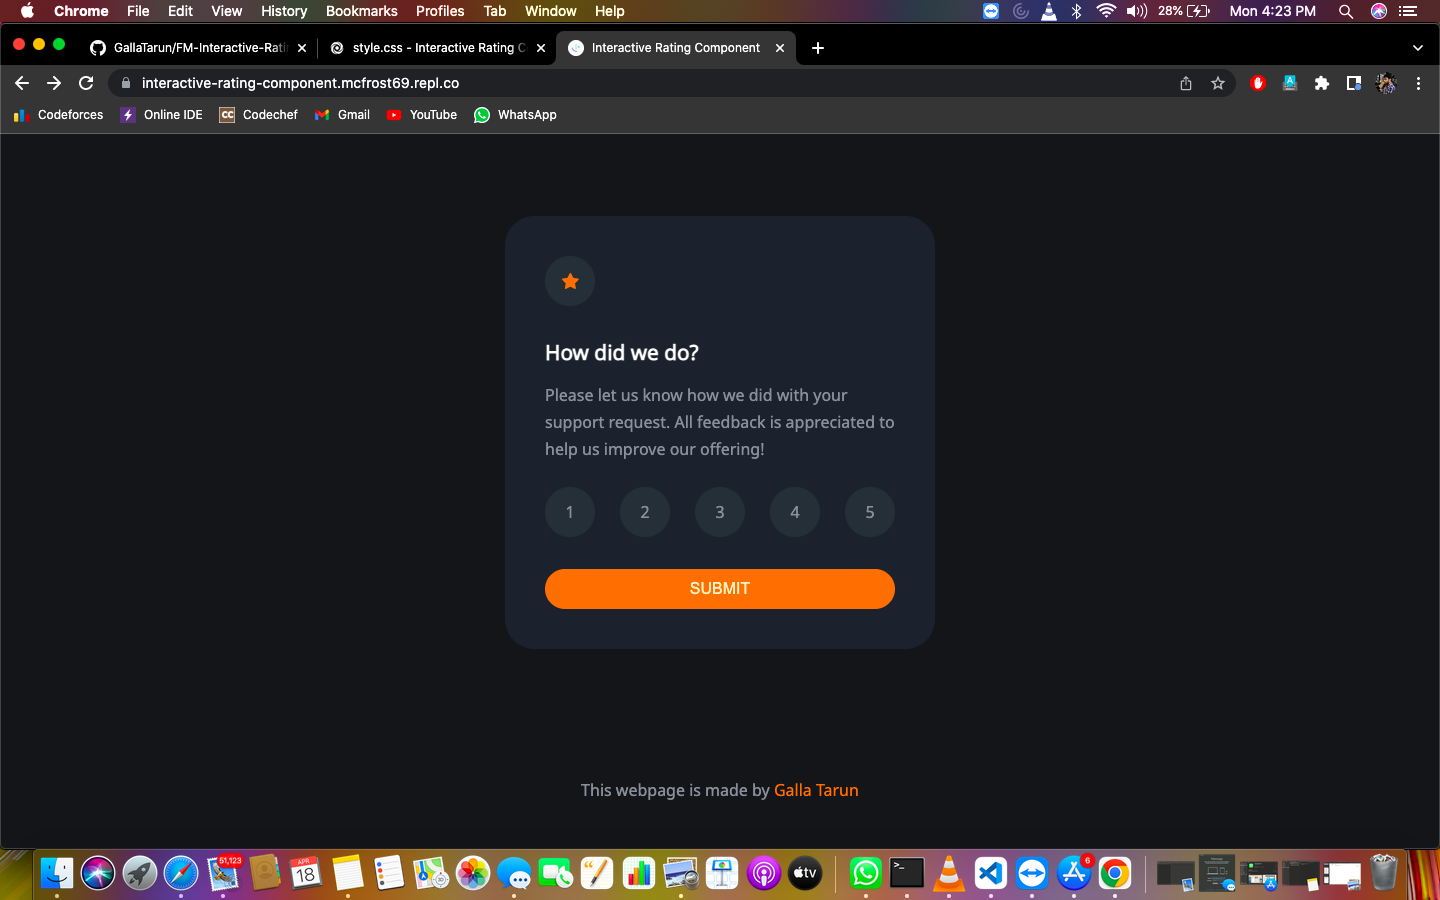 Chrome File Edit View History Bookmarks Profiles Tab Window Help 28% Mon 4:23 PM
GallaTarun/FM-Interactive-Rati style.css - Interactive Rating C Interactive Rating Component
interactive-rating-component.mcfrost69.repl.co
Codeforces Online IDE CC Codechef Gmail YouTube WhatsApp
How did we do?
Please let us know how we did with your
support request. All feedback is appreciated to
help us improve our offering!
1 2 3 4 5
SUBMIT
This webpage is made by Galla Tarun
51,123 APR 18 tv 6